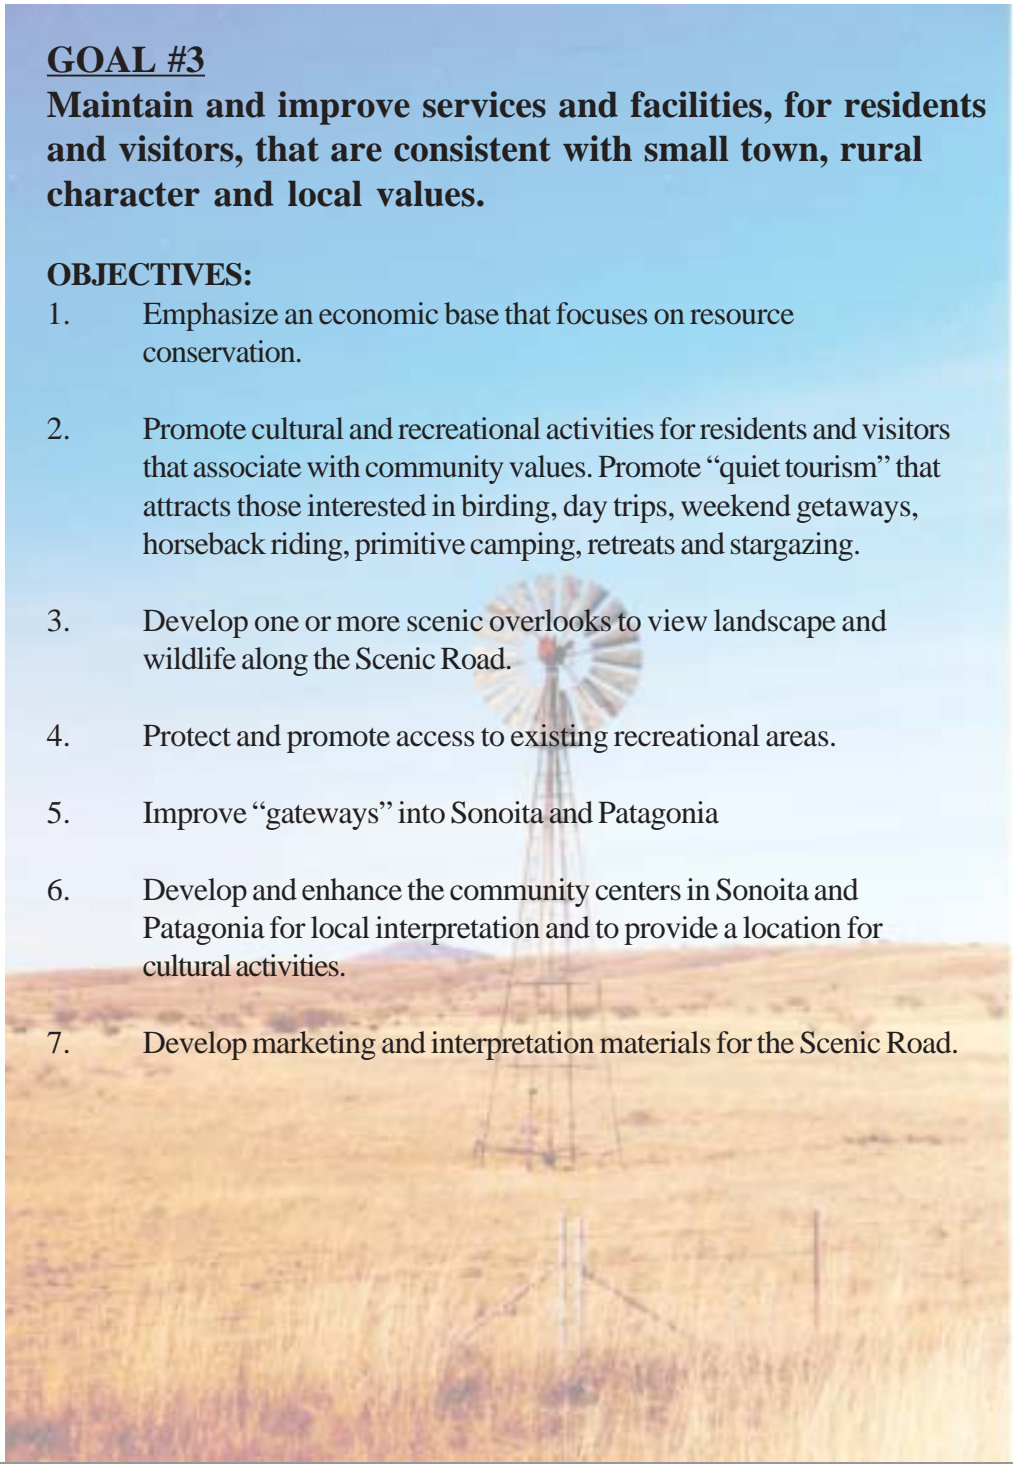 GOAL #3
Maintain and improve services and facilities, for residents
and visitors, that are consistent with small town, rural
character and local values.
OBJECTIVES:
1. Emphasize an economic base that focuses on resource
conservation.
2. Promote cultural and recreational activities for residents and visitors
that associate with community values. Promote “quiet tourism” that
attracts those interested in birding, day trips, weekend getaways,
horseback riding, primitive camping, retreats and stargazing.
3. Develop one or more scenic overlooks to view landscape and
wildlife along the Scenic Road.
4. Protect and promote access to existing recreational areas.
5. Improve “gateways” into Sonoita and Patagonia
6. Develop and enhance the community centers in Sonoita and
Patagonia for local interpretation and to provide a location for
cultural activities.
7. Develop marketing and interpretation materials for the Scenic Road.